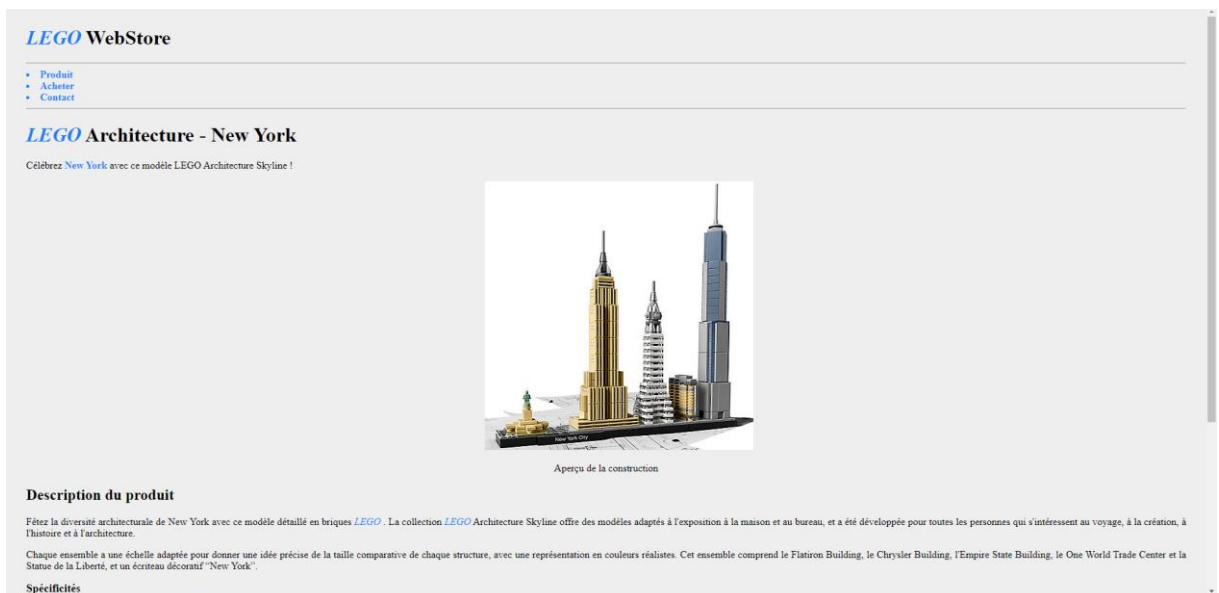 LEGO WebStore
Produit
Acheter
Contact
LEGO Architecture - New York
Célébrez New York avec ce modèle LEGO Architecture Skyline !
New York City
Aperçu de la construction
Description du produit
Fêtez la diversité architecturale de New York avec ce modèle détaillé en briques LEGO . La collection LEGO Architecture Skyline offre des modèles adaptés à l'exposition à la maison et au bureau, et a été développée pour toutes les personnes qui s'intéressent au voyage, à la création, à
l'histoire et à l'architecture.
Chaque ensemble a une échelle adaptée pour donner une idée précise de la taille comparative de chaque structure, avec une représentation en couleurs réalistes. Cet ensemble comprend le Flatiron Building, le Chrysler Building, l'Empire State Building, le One World Trade Center et la
Statue de la Liberté, et un écriteau décoratif “New York”.
Spécificités